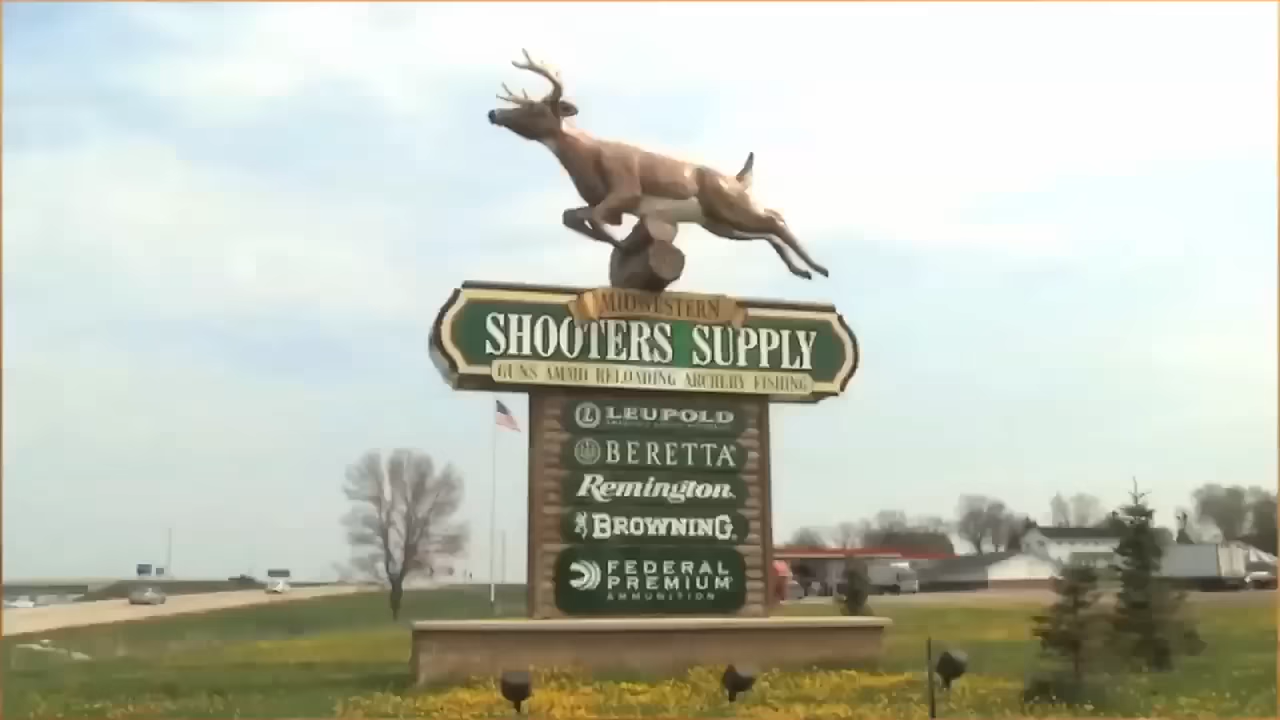 MIDWESTERN
SHOOTERS SUPPLY
GUNS AMMO RELOADING ARCHERY FISHING
LEUPOLD
BERETTA
Remington
BROWNING
FEDERAL
PREMIUM
AMMUNITION